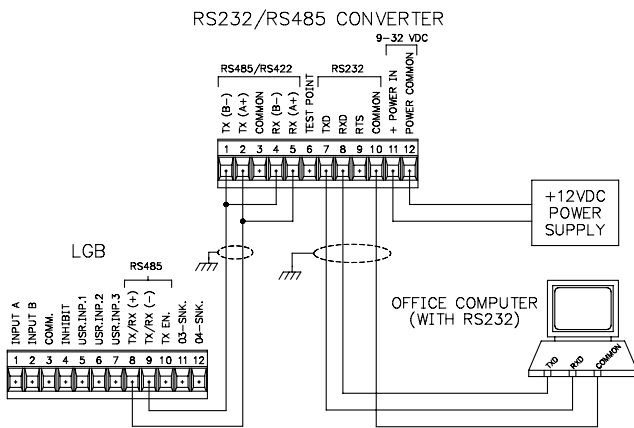 RS232/RS485 CONVERTER
9-32 VDC
RS485/RS422
RS232
TX (B-)
TX (A+)
COMMON
RX (B-)
RX (A+)
TEST POINT
TXD
RXD
RTS
COMMON
+ POWER IN
POWER COMMON
1 2 3 4 5 6 7 8 9 10 11 12
+12VDC
POWER
SUPPLY
LGB
RS485
INPUT A
INPUT B
COMM.
INHIBIT
USR.INP.1
USR.INP.2
USR.INP.3
TX/RX (+)
TX/RX (-)
TX EN.
O3-SNK.
O4-SNK.
1 2 3 4 5 6 7 8 9 10 11 12
OFFICE COMPUTER
(WITH RS232)
TXD
RXD
COMMON